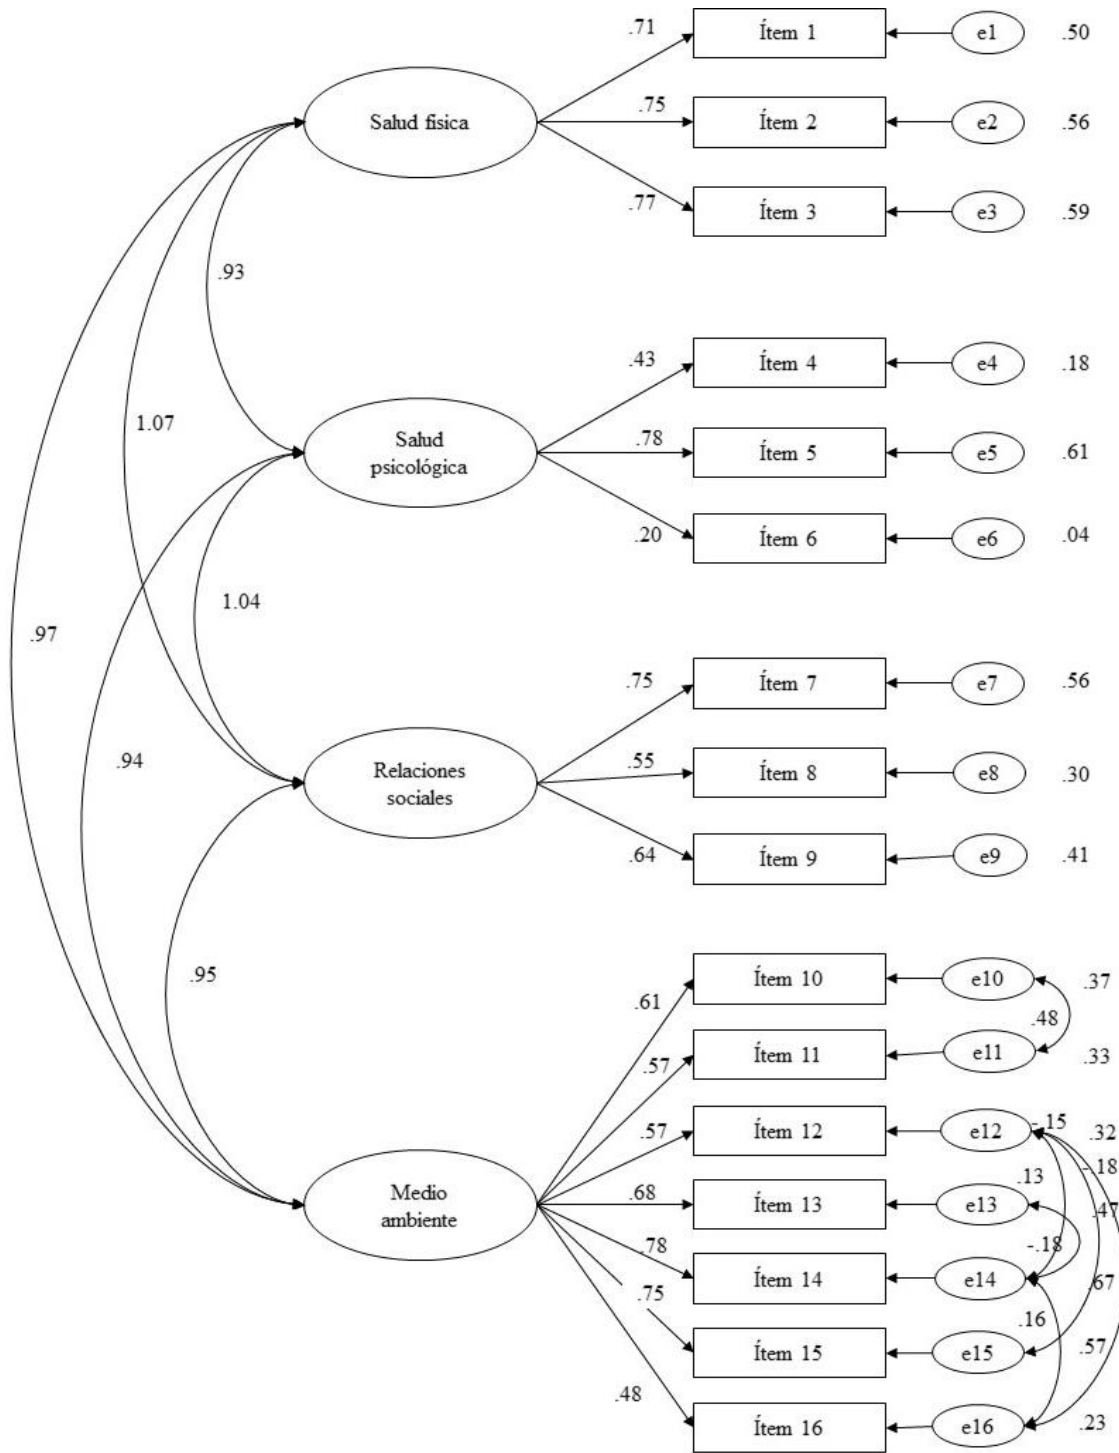 .71
Ítem 1
e1
.50
Salud física
.75
Ítem 2
e2
.56
.77
Ítem 3
e3
.59
.93
.43
Ítem 4
e4
.18
1.07
Salud
psicológica
.78
Ítem 5
e5
.61
.20
Ítem 6
e6
.04
1.04
.97
.75
Ítem 7
e7
.56
.94
Relaciones
sociales
.55
Ítem 8
e8
.30
.64
Ítem 9
e9
.41
.95
.61
Ítem 10
e10
.37
.48
.57
Ítem 11
e11
.33
.57
Ítem 12
e12
-.15
.32
-.18
.13
Medio
ambiente
.68
Ítem 13
e13
.47
-.18
.78
Ítem 14
e14
.67
.75
.16
Ítem 15
e15
.57
.48
Ítem 16
e16
.23